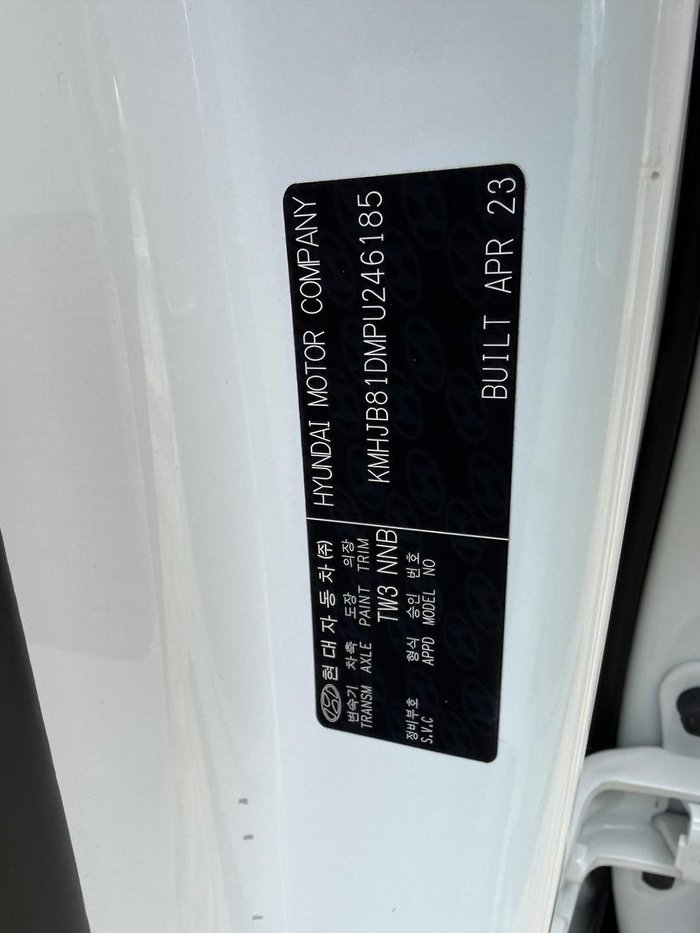 현대자동차(주)
변속기 차축 도장 의장
TRANSM AXLE PAINT TRIM
TW3 NNB
정비부호 형식 승인 번호
S.V.C APPD MODEL NO
HYUNDAI MOTOR COMPANY
KMHJB81DMPU246185
BUILT APR 23